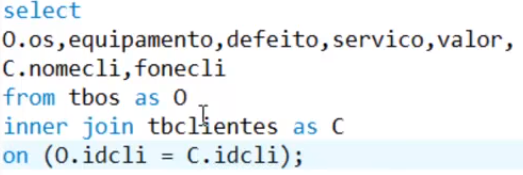 select
O.os,equipamento,defeito,servico,valor,
C.nomecli,fonecli
from tbos as O
inner join tbclientes as C
on (O.idcli = C.idcli);